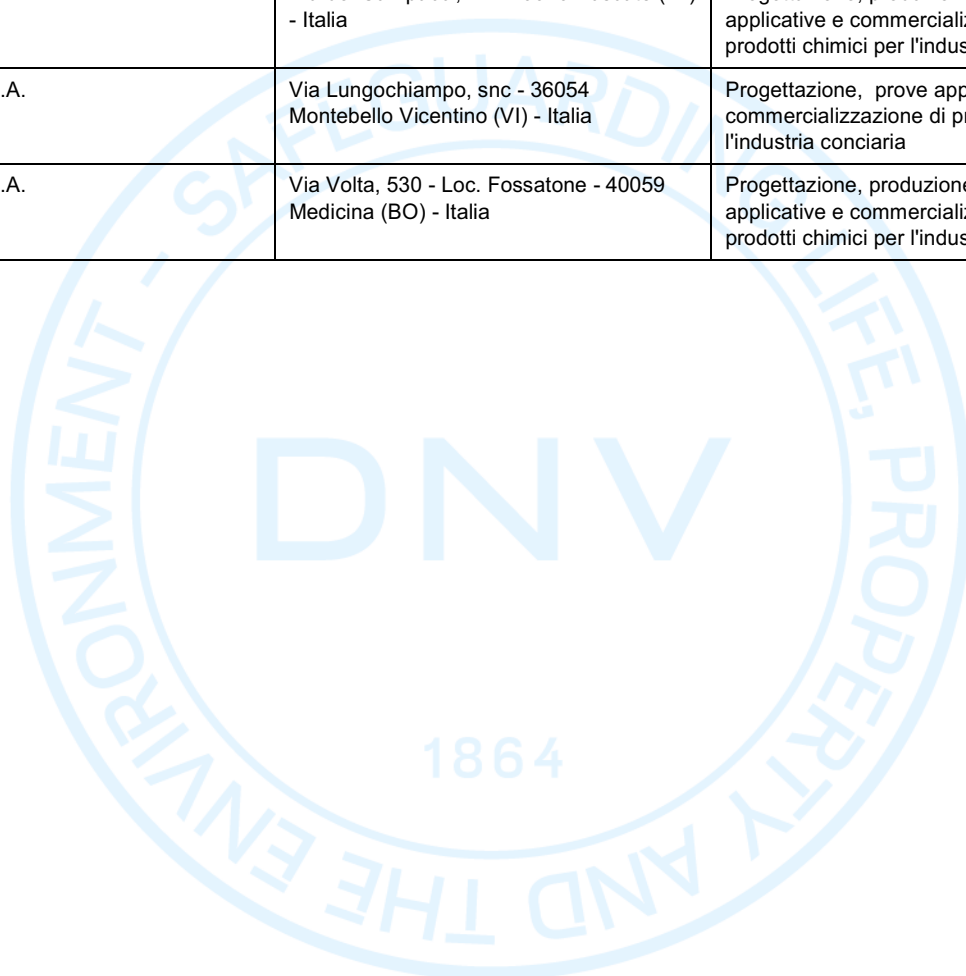 - Italia
applicative e commerciali
prodotti chimici per l'indus
.A.
Via Lungochiampo, snc - 36054
Montebello Vicentino (VI) - Italia
Progettazione, prove app
commercializzazione di pr
l'industria conciaria
.A.
Via Volta, 530 - Loc. Fossatone - 40059
Medicina (BO) - Italia
Progettazione, produzione
applicative e commerciali
prodotti chimici per l'indus
SAFEGUARDING LIFE, PROPERTY AND THE ENVIRONMENT -
DNV
1864